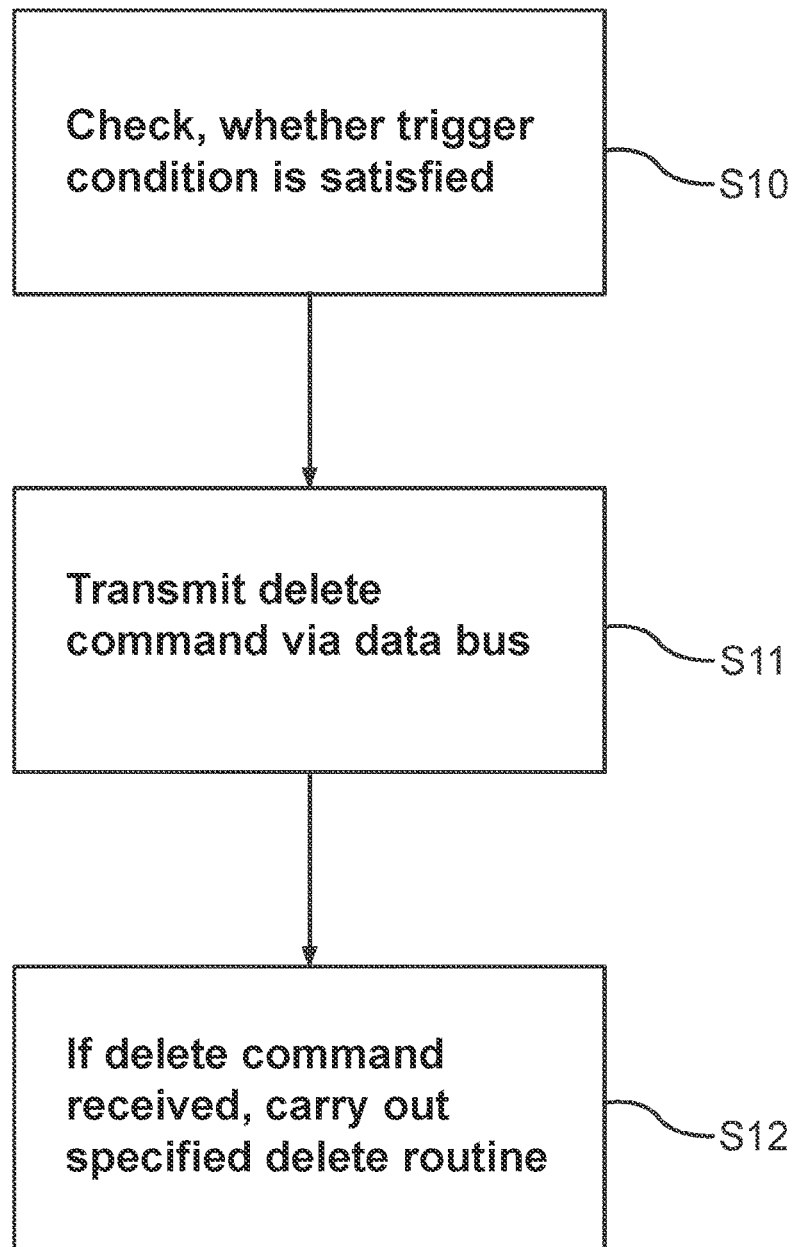 Check, whether trigger
condition is satisfied
S10
Transmit delete
command via data bus
S11
If delete command
received, carry out
specified delete routine
S12